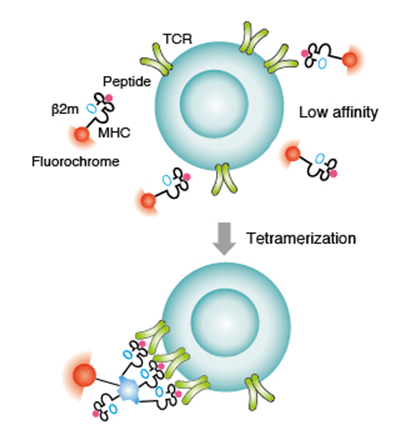 TCR
Peptide
β2m
MHC
Fluorochrome
Low affinity
Tetramerization